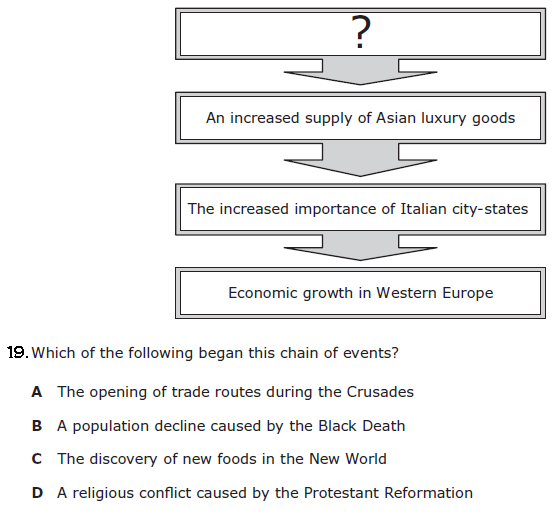 ?
An increased supply of Asian luxury goods
The increased importance of Italian city-states
Economic growth in Western Europe
19. Which of the following began this chain of events?
A The opening of trade routes during the Crusades
B A population decline caused by the Black Death
C The discovery of new foods in the New World
D A religious conflict caused by the Protestant Reformation